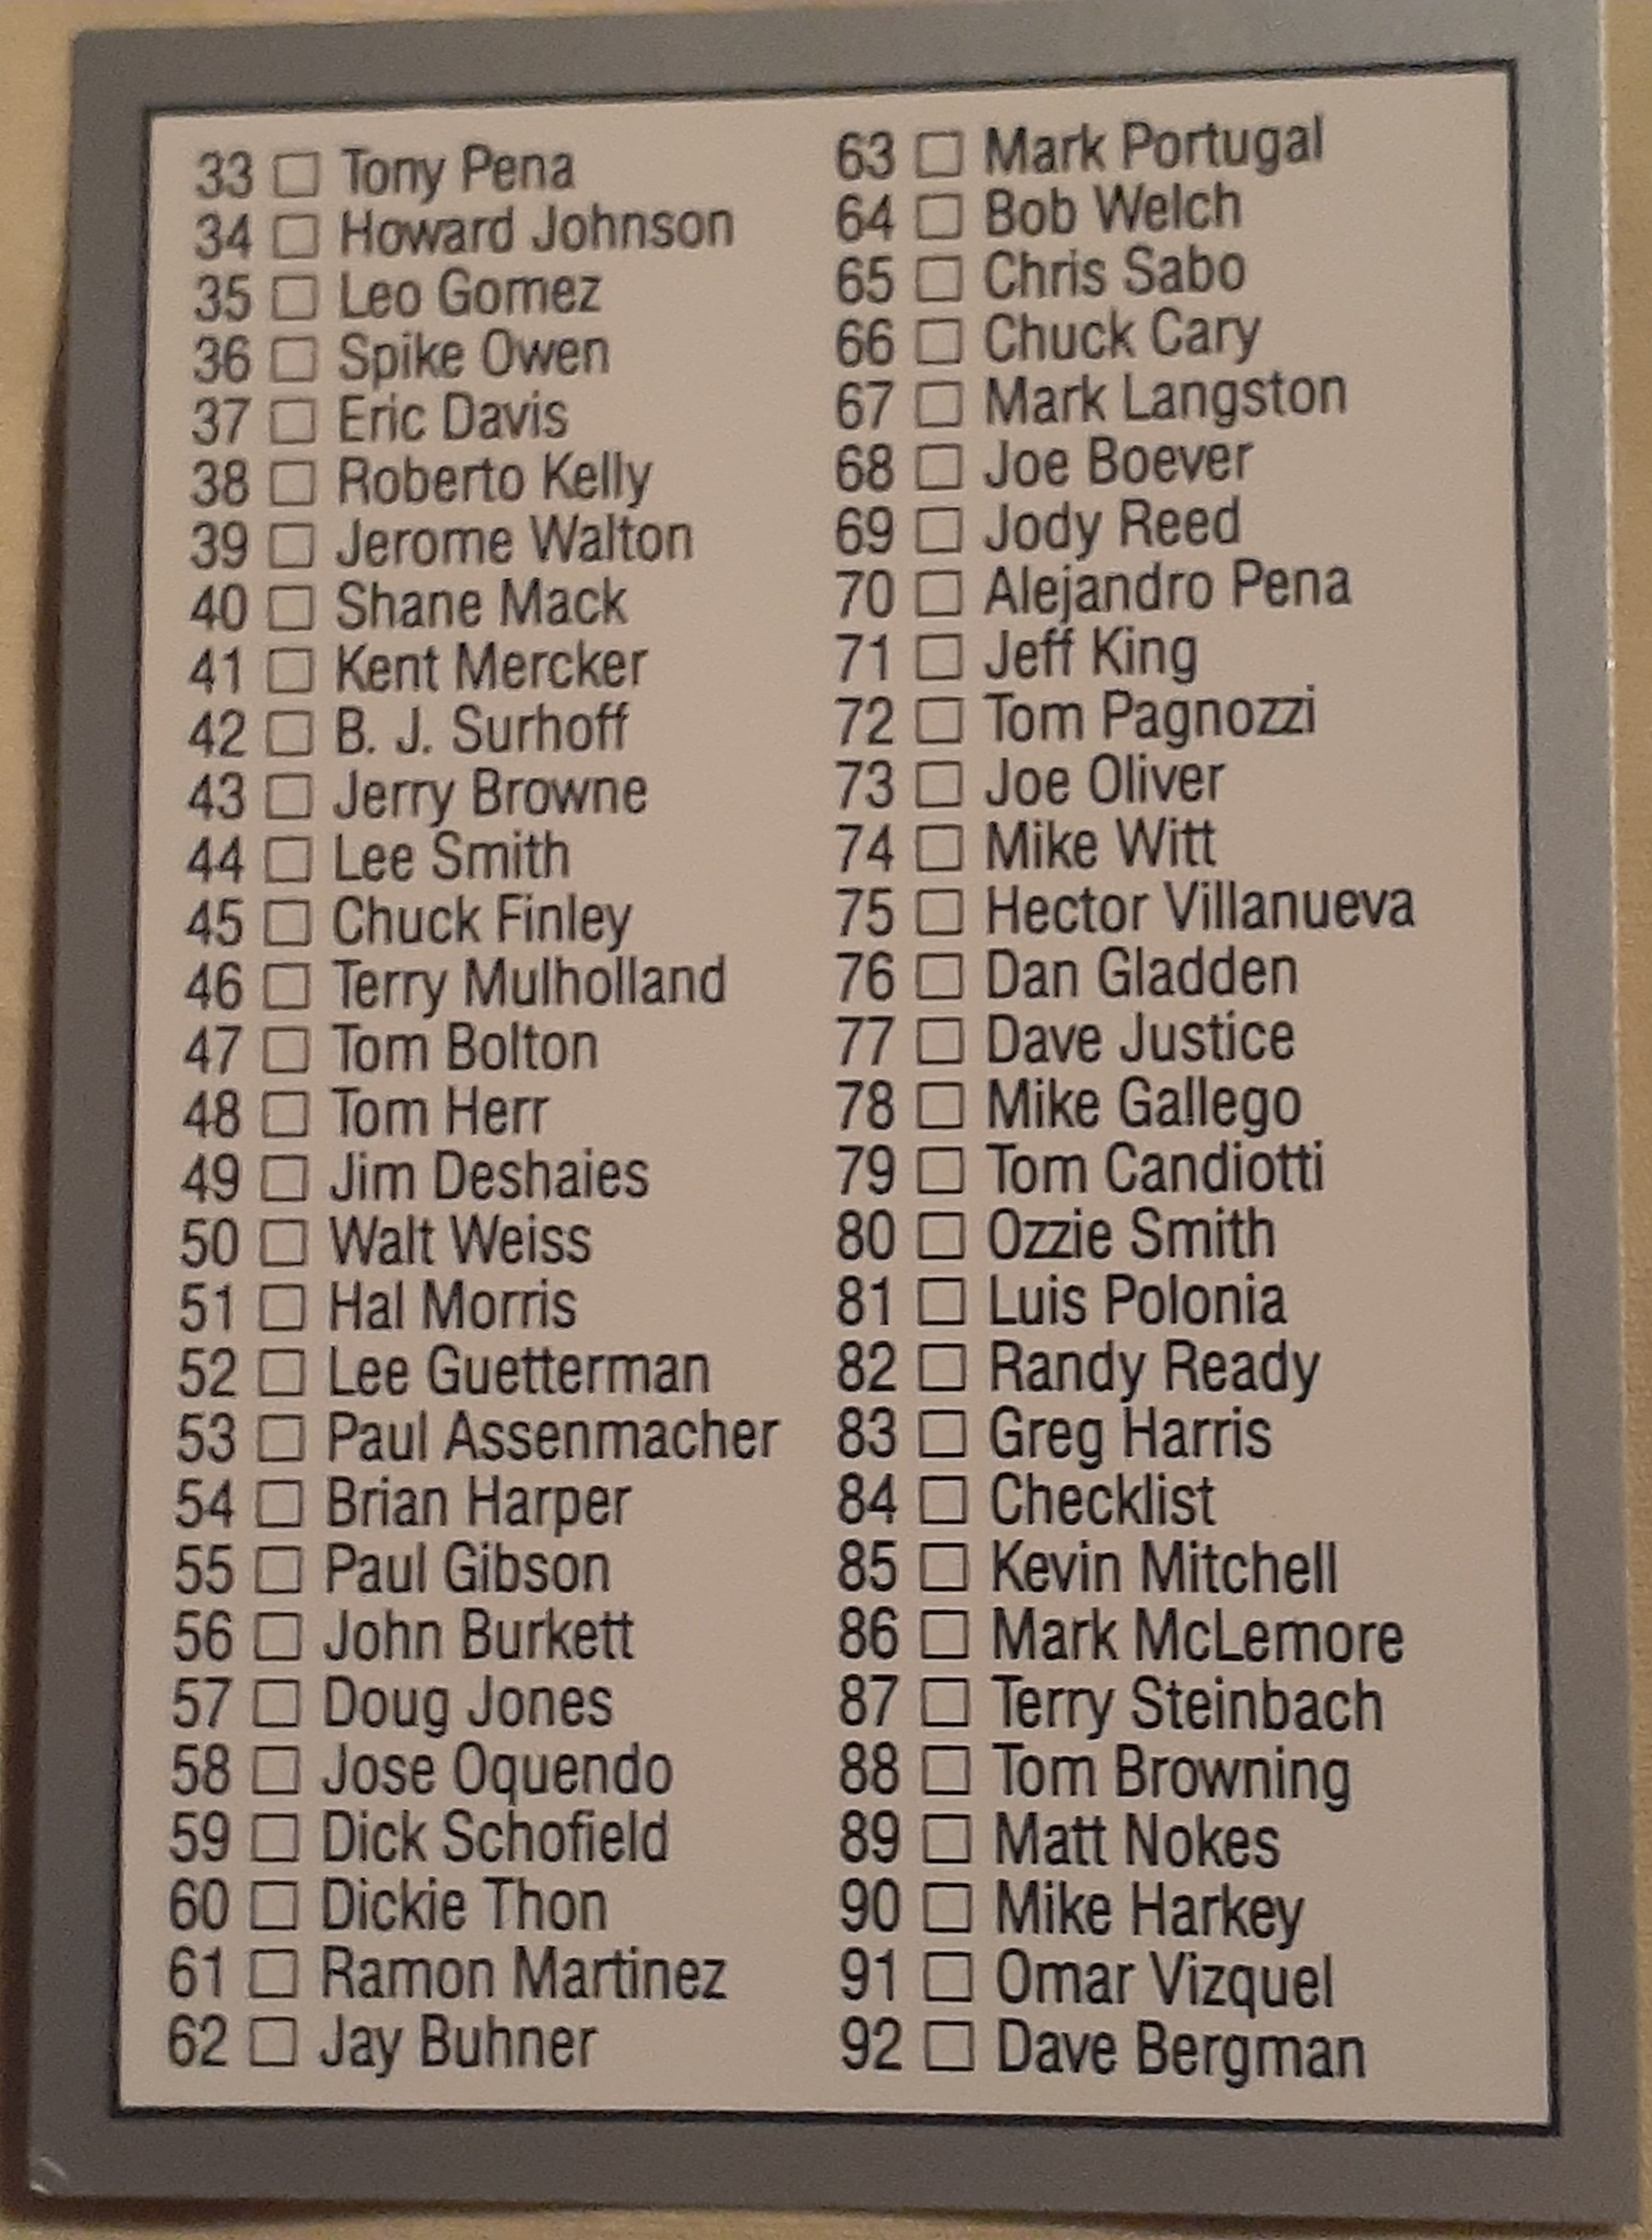 33 ☐ Tony Pena
34 ☐ Howard Johnson
35 ☐ Leo Gomez
36 ☐ Spike Owen
37 ☐ Eric Davis
38 ☐ Roberto Kelly
39 ☐ Jerome Walton
40 ☐ Shane Mack
41 ☐ Kent Mercker
42 ☐ B. J. Surhoff
43 ☐ Jerry Browne
44 ☐ Lee Smith
45 ☐ Chuck Finley
46 ☐ Terry Mulholland
47 ☐ Tom Bolton
48 ☐ Tom Herr
49 ☐ Jim Deshaies
50 ☐ Walt Weiss
51 ☐ Hal Morris
52 ☐ Lee Guetterman
53 ☐ Paul Assenmacher
54 ☐ Brian Harper
55 ☐ Paul Gibson
56 ☐ John Burkett
57 ☐ Doug Jones
58 ☐ Jose Oquendo
59 ☐ Dick Schofield
60 ☐ Dickie Thon
61 ☐ Ramon Martinez
62 ☐ Jay Buhner
63 ☐ Mark Portugal
64 ☐ Bob Welch
65 ☐ Chris Sabo
66 ☐ Chuck Cary
67 ☐ Mark Langston
68 ☐ Joe Boever
69 ☐ Jody Reed
70 ☐ Alejandro Pena
71 ☐ Jeff King
72 ☐ Tom Pagnozzi
73 ☐ Joe Oliver
74 ☐ Mike Witt
75 ☐ Hector Villanueva
76 ☐ Dan Gladden
77 ☐ Dave Justice
78 ☐ Mike Gallego
79 ☐ Tom Candiotti
80 ☐ Ozzie Smith
81 ☐ Luis Polonia
82 ☐ Randy Ready
83 ☐ Greg Harris
84 ☐ Checklist
85 ☐ Kevin Mitchell
86 ☐ Mark McLemore
87 ☐ Terry Steinbach
88 ☐ Tom Browning
89 ☐ Matt Nokes
90 ☐ Mike Harkey
91 ☐ Omar Vizquel
92 ☐ Dave Bergman